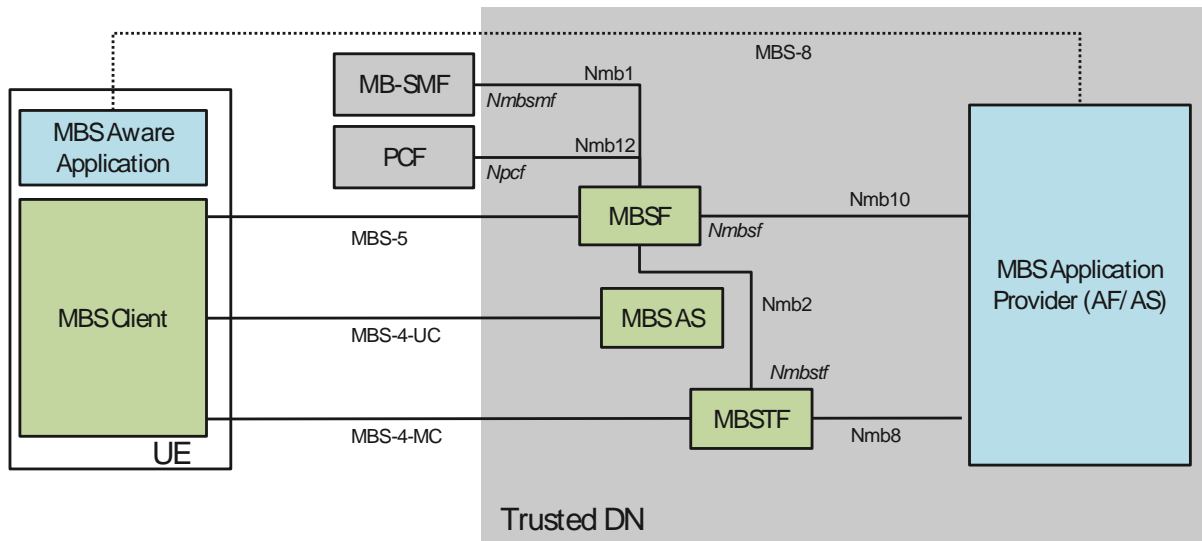 MBS-8
MB-SMF
Nmb1
Nmbsmf
MBS Aware
Application
PCF
Nmb12
Npcf
MBSF
Nmb10
Nmbsf
MBS-5
MBS Application
Provider (AF/AS)
MBS Client
MBS AS
Nmb2
MBS-4-UC
Nmbstf
MBSTF
MBS-4-MC
Nmb8
UE
Trusted DN